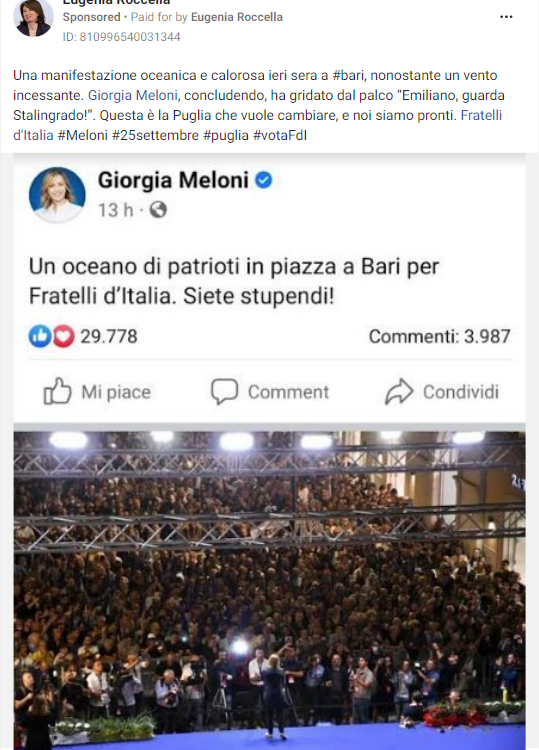 Eugenia Roccella
Sponsored • Paid for by Eugenia Roccella
ID: 810996540031344
Una manifestazione oceanica e calorosa ieri sera a #bari, nonostante un vento
incessante. Giorgia Meloni, concludendo, ha gridato dal palco “Emiliano, guarda
Stalingrado!”. Questa è la Puglia che vuole cambiare, e noi siamo pronti. Fratelli
d'Italia #Meloni #25settembre #puglia #votaFdI
Giorgia Meloni
13 h ·
Un oceano di patrioti in piazza a Bari per
Fratelli d’Italia. Siete stupendi!
29.778 Commenti: 3.987
Mi piace Comment Condividi